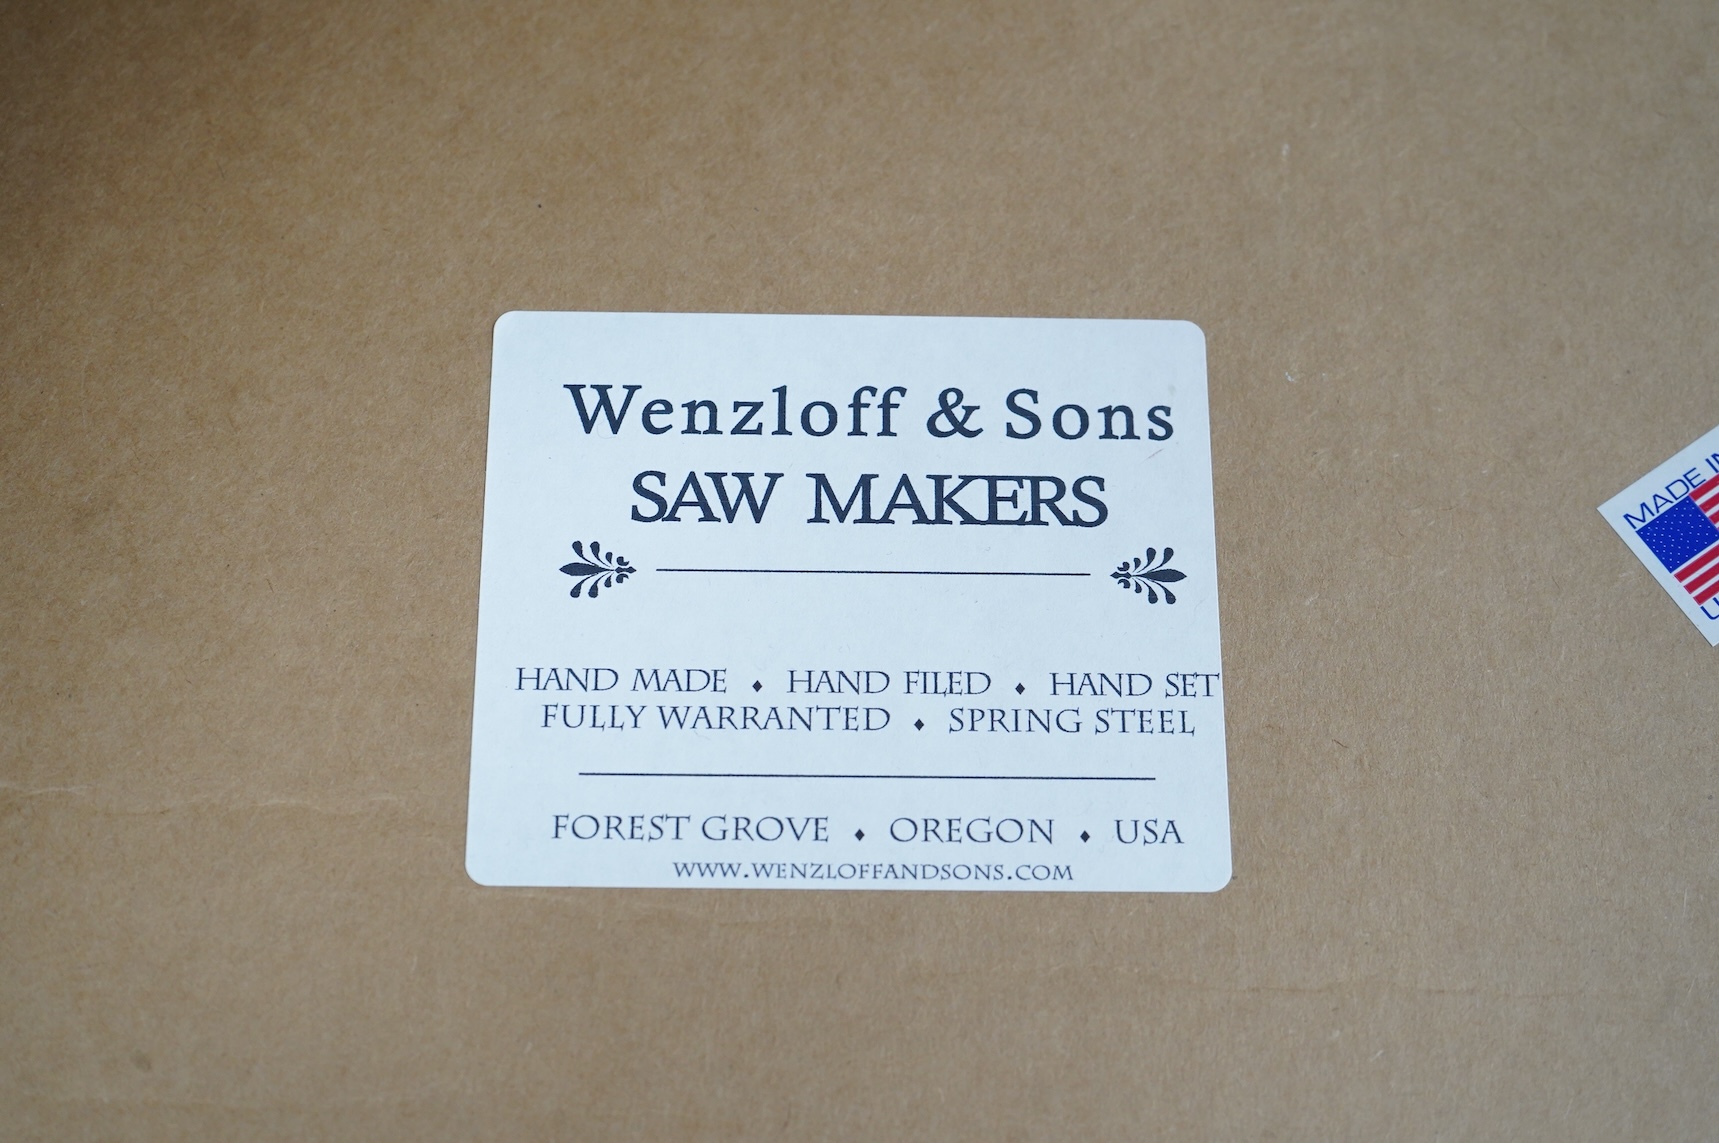 Wenzloff & Sons
SAW MAKERS
HAND MADE ♦ HAND FILED ♦ HAND SET
FULLY WARRANTED ♦ SPRING STEEL
FOREST GROVE ♦ OREGON ♦ USA
WWW.WENZLOFFANDSONS.COM
MADE IN